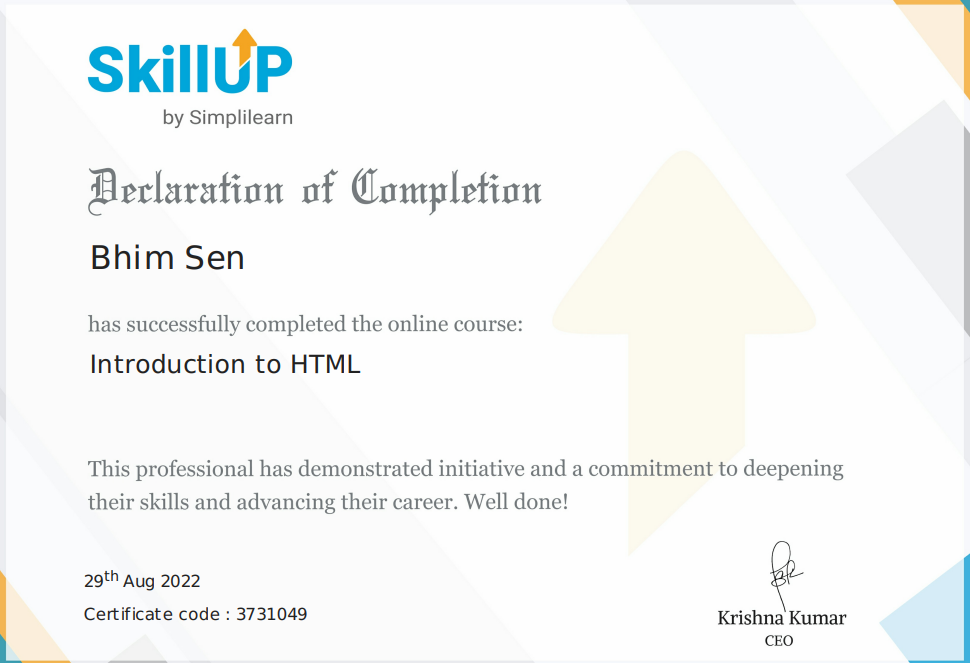 SkillUP
by Simplilearn
Declaration of Completion
Bhim Sen
has successfully completed the online course:
Introduction to HTML
This professional has demonstrated initiative and a commitment to deepening
their skills and advancing their career. Well done!
29th Aug 2022
Certificate code : 3731049
Krishna Kumar
CEO